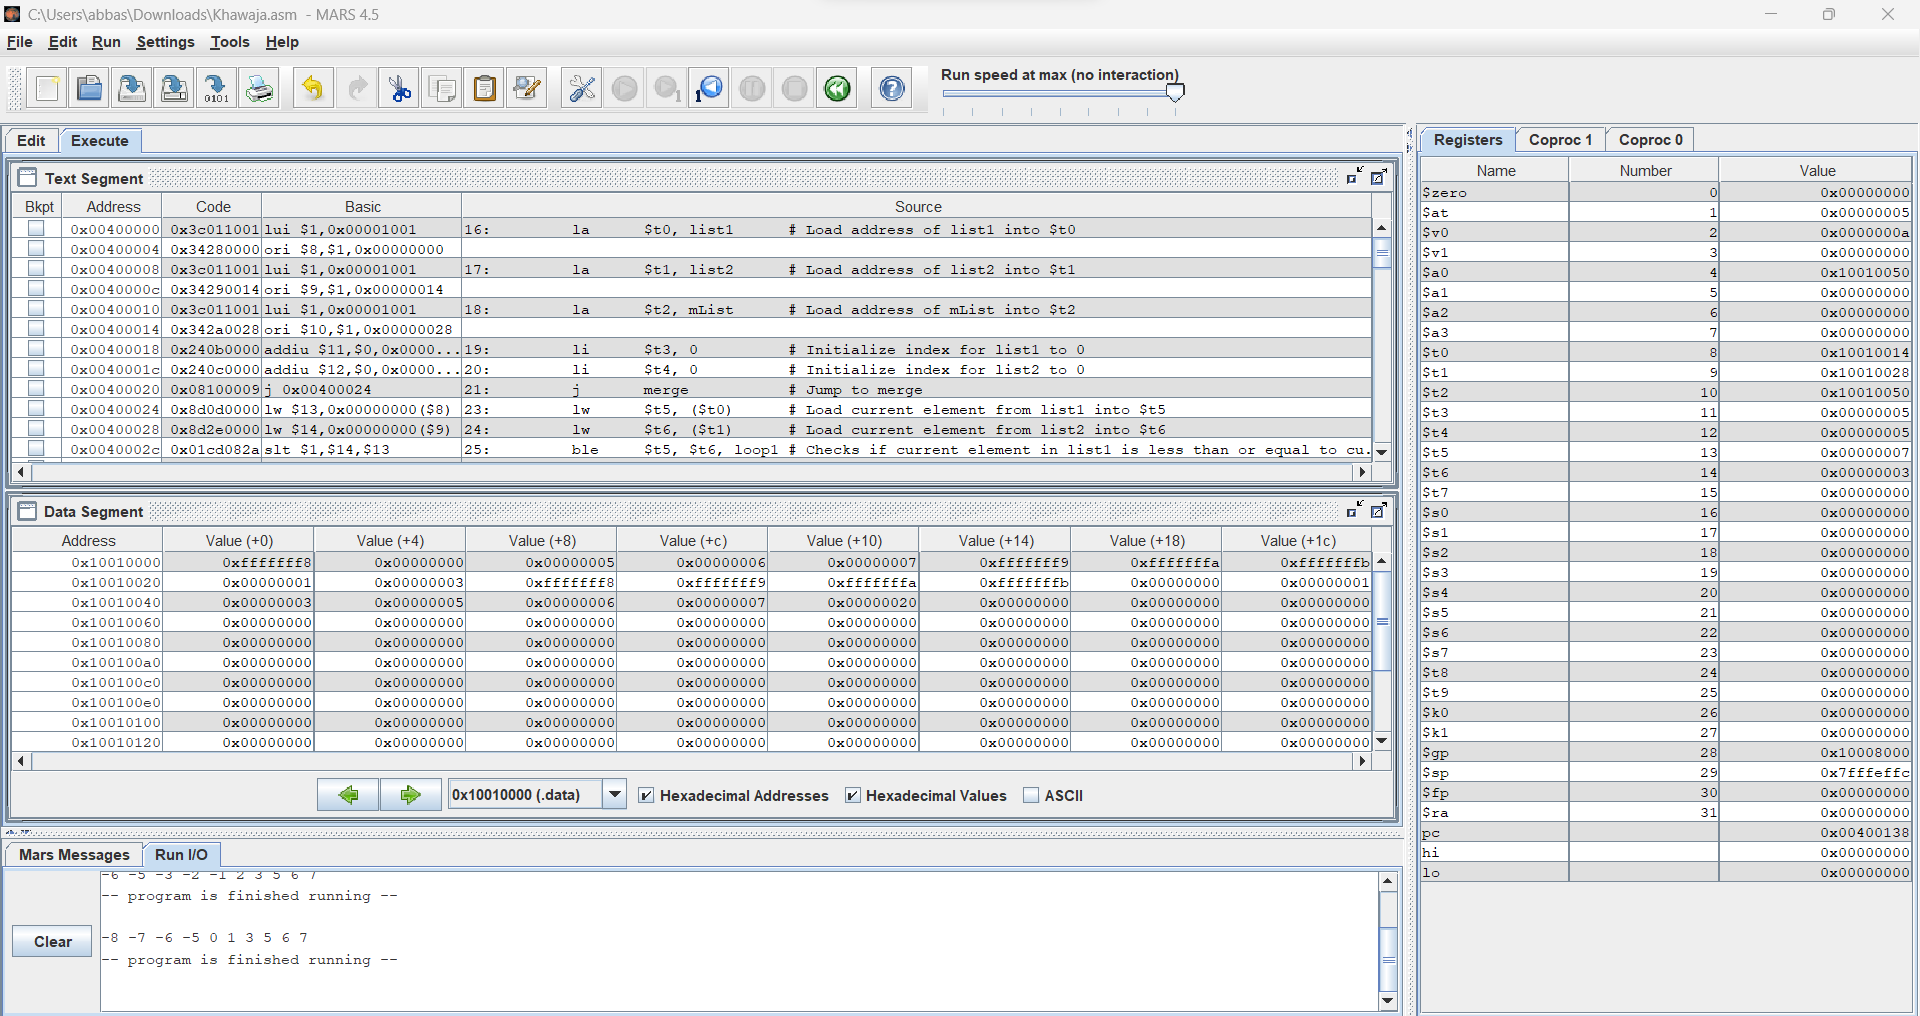 C:\Users\abbas\Downloads\Khawaja.asm - MARS 4.5
File Edit Run Settings Tools Help
Run speed at max (no interaction)
Edit Execute
Text Segment
Bkpt Address Code Basic Source
0x00400000 0x3c011001 lui $1,0x00001001 16: la $t0, list1 # Load address of list1 into $t0
0x00400004 0x34280000 ori $8,$1,0x00000000
0x00400008 0x3c011001 lui $1,0x00001001 17: la $t1, list2 # Load address of list2 into $t1
0x0040000c 0x34290014 ori $9,$1,0x00000014
0x00400010 0x3c011001 lui $1,0x00001001 18: la $t2, mList # Load address of mList into $t2
0x00400014 0x342a0028 ori $10,$1,0x00000028
0x00400018 0x240b0000 addiu $11,$0,0x0000... 19: li $t3, 0 # Initialize index for list1 to 0
0x0040001c 0x240c0000 addiu $12,$0,0x0000... 20: li $t4, 0 # Initialize index for list2 to 0
0x00400020 0x08100009 j 0x00400024 21: j merge # Jump to merge
0x00400024 0x8d0d0000 lw $13,0x00000000($8) 23: lw $t5, ($t0) # Load current element from list1 into $t5
0x00400028 0x8d2e0000 lw $14,0x00000000($9) 24: lw $t6, ($t1) # Load current element from list2 into $t6
0x0040002c 0x01cd082a slt $1,$14,$13 25: ble $t5, $t6, loop1 # Checks if current element in list1 is less than or equal to cu.
Data Segment
Address Value (+0) Value (+4) Value (+8) Value (+c) Value (+10) Value (+14) Value (+18) Value (+1c)
0x10010000 0xfffffff8 0x00000000 0x00000005 0x00000006 0x00000007 0xfffffff9 0xfffffffa 0xfffffffb
0x10010020 0x00000001 0x00000003 0xfffffff8 0xfffffff9 0xfffffffa 0xfffffffb 0x00000000 0x00000001
0x10010040 0x00000003 0x00000005 0x00000006 0x00000007 0x00000020 0x00000000 0x00000000 0x00000000
0x10010060 0x00000000 0x00000000 0x00000000 0x00000000 0x00000000 0x00000000 0x00000000 0x00000000
0x10010080 0x00000000 0x00000000 0x00000000 0x00000000 0x00000000 0x00000000 0x00000000 0x00000000
0x100100a0 0x00000000 0x00000000 0x00000000 0x00000000 0x00000000 0x00000000 0x00000000 0x00000000
0x100100c0 0x00000000 0x00000000 0x00000000 0x00000000 0x00000000 0x00000000 0x00000000 0x00000000
0x100100e0 0x00000000 0x00000000 0x00000000 0x00000000 0x00000000 0x00000000 0x00000000 0x00000000
0x10010100 0x00000000 0x00000000 0x00000000 0x00000000 0x00000000 0x00000000 0x00000000 0x00000000
0x10010120 0x00000000 0x00000000 0x00000000 0x00000000 0x00000000 0x00000000 0x00000000 0x00000000
0x10010000 (.data) Hexadecimal Addresses Hexadecimal Values ASCII
Mars Messages Run I/O
Clear
-6 -5 -3 -2 -1 2 3 5 6 7
-- program is finished running --
-8 -7 -6 -5 0 1 3 5 6 7
-- program is finished running --
Registers Coproc 1 Coproc 0
Name Number Value
$zero 0 0x00000000
$at 1 0x00000005
$v0 2 0x0000000a
$v1 3 0x00000000
$a0 4 0x10010050
$a1 5 0x00000000
$a2 6 0x00000000
$a3 7 0x00000000
$t0 8 0x10010014
$t1 9 0x10010028
$t2 10 0x10010050
$t3 11 0x00000005
$t4 12 0x00000005
$t5 13 0x00000007
$t6 14 0x00000003
$t7 15 0x00000000
$s0 16 0x00000000
$s1 17 0x00000000
$s2 18 0x00000000
$s3 19 0x00000000
$s4 20 0x00000000
$s5 21 0x00000000
$s6 22 0x00000000
$s7 23 0x00000000
$t8 24 0x00000000
$t9 25 0x00000000
$k0 26 0x00000000
$k1 27 0x00000000
$gp 28 0x10008000
$sp 29 0x7fffeffc
$fp 30 0x00000000
$ra 31 0x00000000
pc 0x00400138
hi 0x00000000
lo 0x00000000